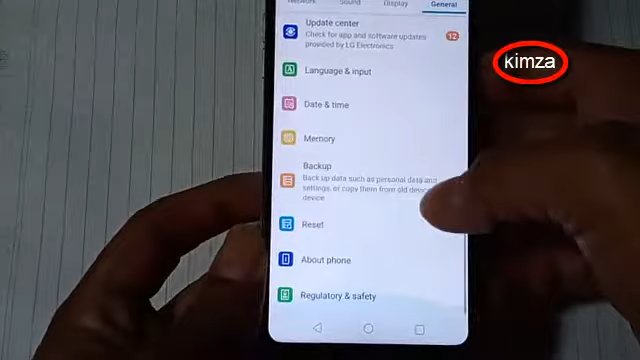 Network Sound Display General
Update center
Check for app and software updates
provided by LG Electronics
12
kimza
Language & input
Date & time
Memory
Backup
Back up data such as personal data and
settings, or copy them from old device
device
Reset
About phone
Regulatory & safety